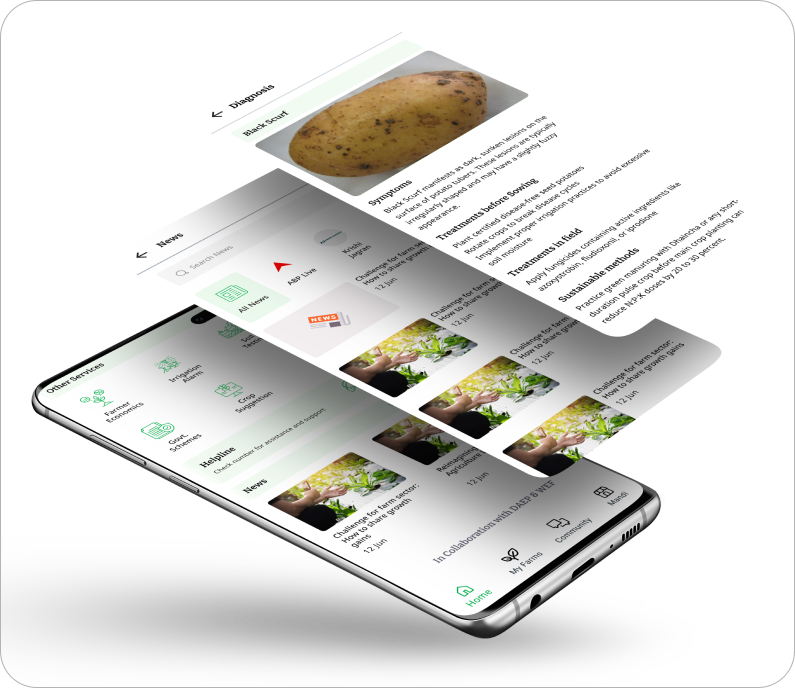 Diagnosis
Black Scurf
Symptoms
Black Scurf manifests as dark, sunken lesions on the
surface of potato tubers. These lesions are typically
irregularly shaped and may have a slightly fuzzy
appearance.
Treatments before Sowing
Plant certified disease-free seed potatoes
Rotate crops to break disease cycles
Implement proper irrigation practices to avoid excessive
soil moisture
Treatments in field
Apply fungicides containing active ingredients like
azoxystrobin, fludioxonil, or iprodione
Sustainable methods
Practice green manuring with Dhaincha or any short-
duration pulse crop before main crop planting can
reduce N:P:K doses by 20 to 30 percent.
News
Search News
All News
ABP Live
Krishi
Jagran
NEWS
Challenge for farm se
How to share growth
12 Jun
Challenge for farm
How to share growth
12 Jun
Challenge for farm
How to share growth
12 Jun
Challenge for farm sector:
How to share growth gains
12 Jun
Other Services
Farmer
Economics
Irrigation
Alarm
Soil
Govt.
Schemes
Crop
Suggestion
Helpline
Check number for assistance and support
News
Challenge for farm sector:
How to share growth
gains
12 Jun
Reimagining
Agriculture
12 Jun
In Collaboration with DAFP & WEF
Home
My Farms
Community
Mandi